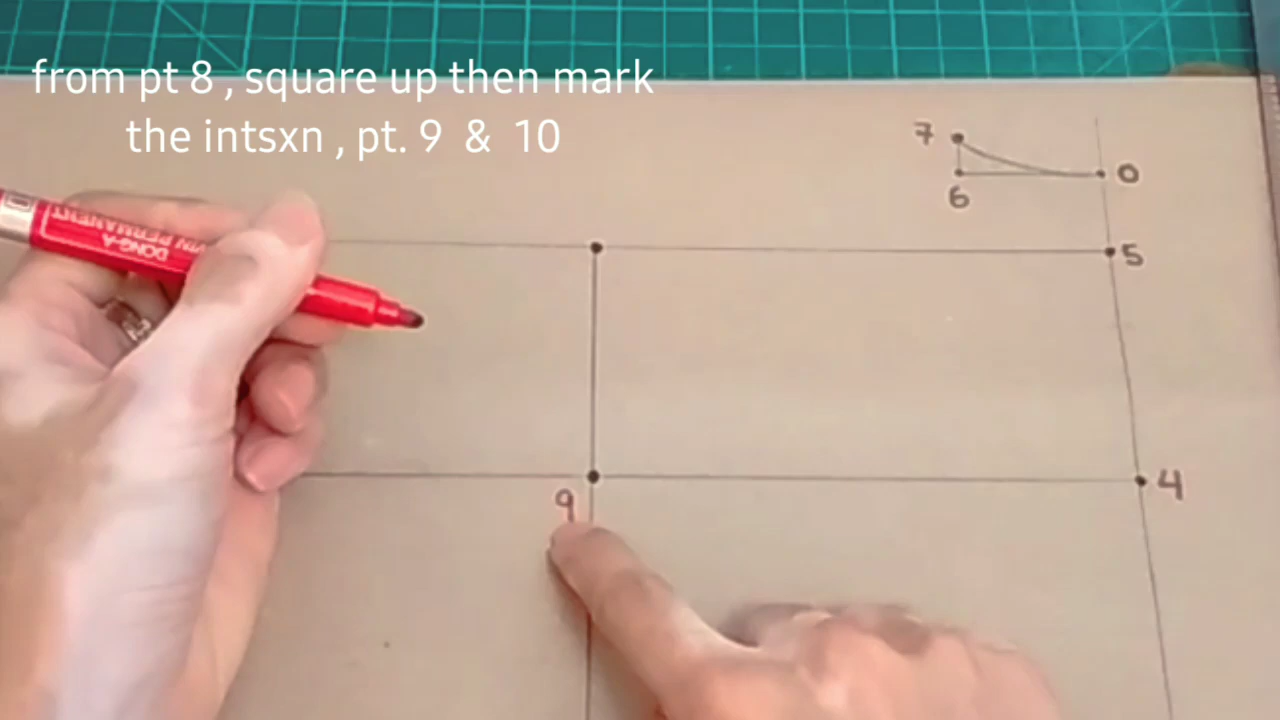 from pt 8 , square up then mark
the intsxn , pt. 9 & 10
7
0
6
5
DONG-A
PERMANENT
4
9